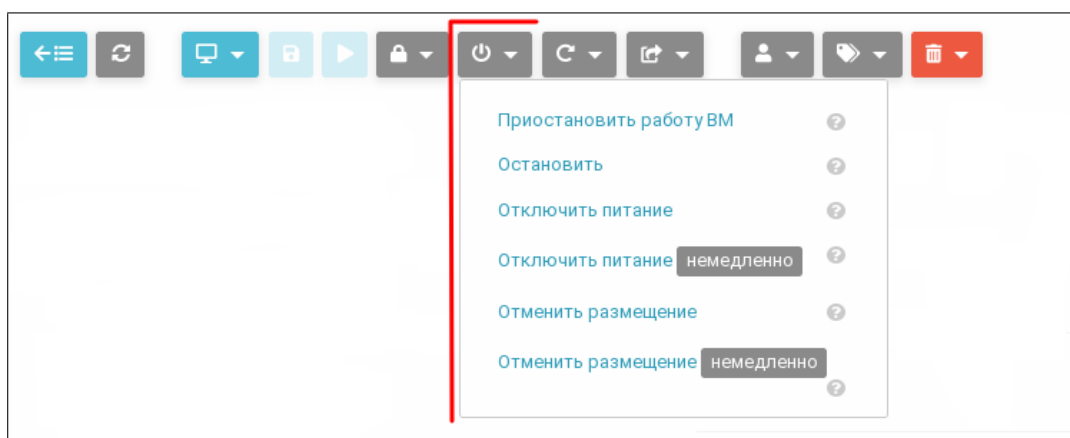 Приостановить работу ВМ
Остановить
Отключить питание
Отключить питание немедленно
Отменить размещение
Отменить размещение немедленно